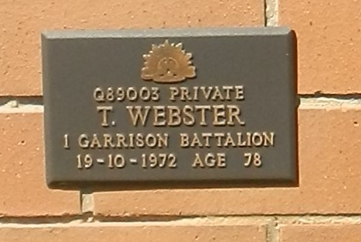 Q89003 PRIVATE
T. WEBSTER
1 GARRISON BATTALION
19-10-1972 AGE 78